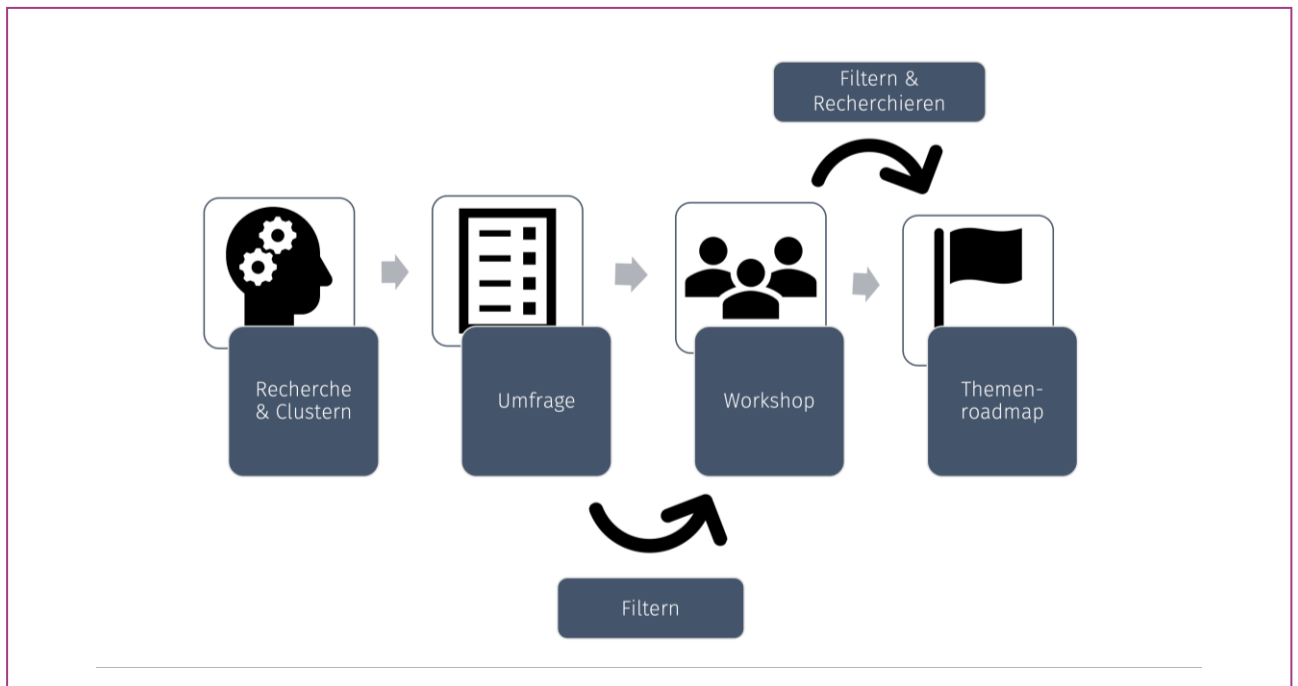 Filtern &
Recherchieren
Recherche
& Clustern
Umfrage
Workshop
Themen-
roadmap
Filtern